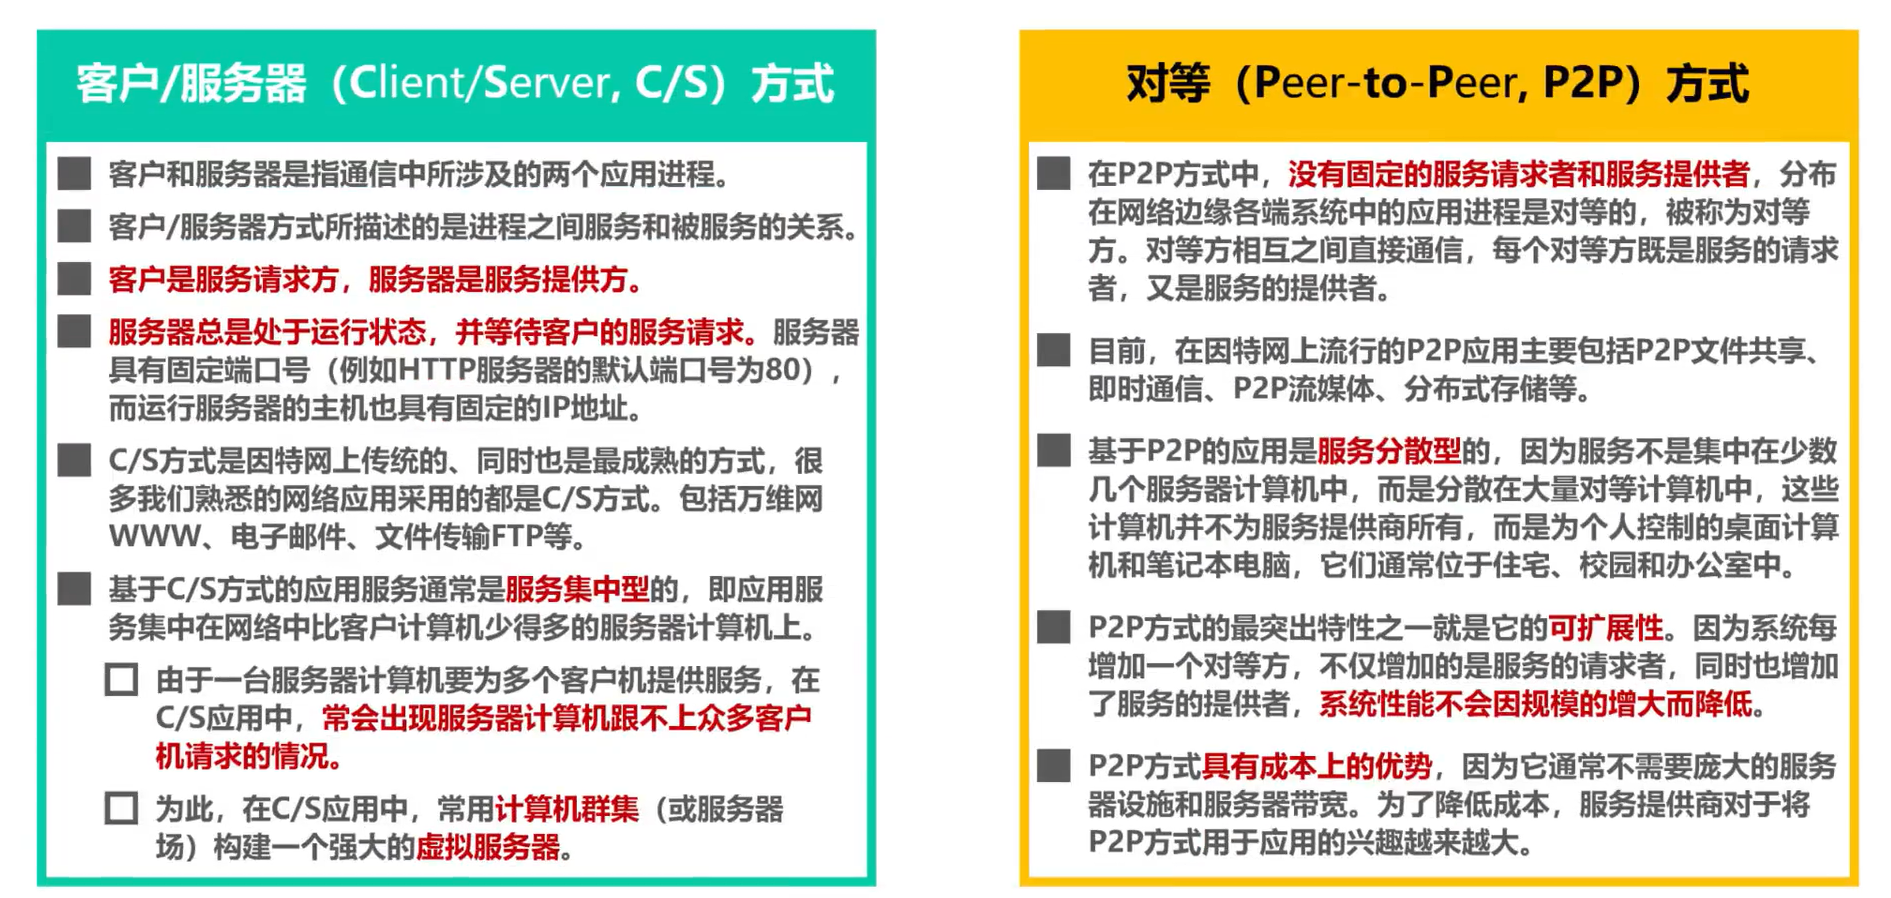 客户/服务器（Client/Server, C/S）方式
客户和服务器是指通信中所涉及的两个应用进程。
客户/服务器方式所描述的是进程之间服务和被服务的关系。
客户是服务请求方，服务器是服务提供方。
服务器总是处于运行状态，并等待客户的服务请求。服务器
具有固定端口号（例如HTTP服务器的默认端口号为80），
而运行服务器的主机也具有固定的IP地址。
C/S方式是因特网上传统的、同时也是最成熟的方式，很
多我们熟悉的网络应用采用的都是C/S方式。包括万维网
WWW、电子邮件、文件传输FTP等。
基于C/S方式的应用服务通常是服务集中型的，即应用服
务集中在网络中比客户计算机少得多的服务器计算机上。
由于一台服务器计算机要为多个客户机提供服务，在
C/S应用中，常会出现服务器计算机跟不上众多客户
机请求的情况。
为此，在C/S应用中，常用计算机群集（或服务器
场）构建一个强大的虚拟服务器。
对等（Peer-to-Peer, P2P）方式
在P2P方式中，没有固定的服务请求者和服务提供者，分布
在网络边缘各端系统中的应用进程是对等的，被称为对等
方。对等方相互之间直接通信，每个对等方既是服务的请求
者，又是服务的提供者。
目前，在因特网上流行的P2P应用主要包括P2P文件共享、
即时通信、P2P流媒体、分布式存储等。
基于P2P的应用是服务分散型的，因为服务不是集中在少数
几个服务器计算机中，而是分散在大量对等计算机中，这些
计算机并不为服务提供商所有，而是为个人控制的桌面计算
机和笔记本电脑，它们通常位于住宅、校园和办公室中。
P2P方式的最突出特性之一就是它的可扩展性。因为系统每
增加一个对等方，不仅增加的是服务的请求者，同时也增加
了服务的提供者，系统性能不会因规模的增大而降低。
P2P方式具有成本上的优势，因为它通常不需要庞大的服务
器设施和服务器带宽。为了降低成本，服务提供商对于将
P2P方式用于应用的兴趣越来越大。